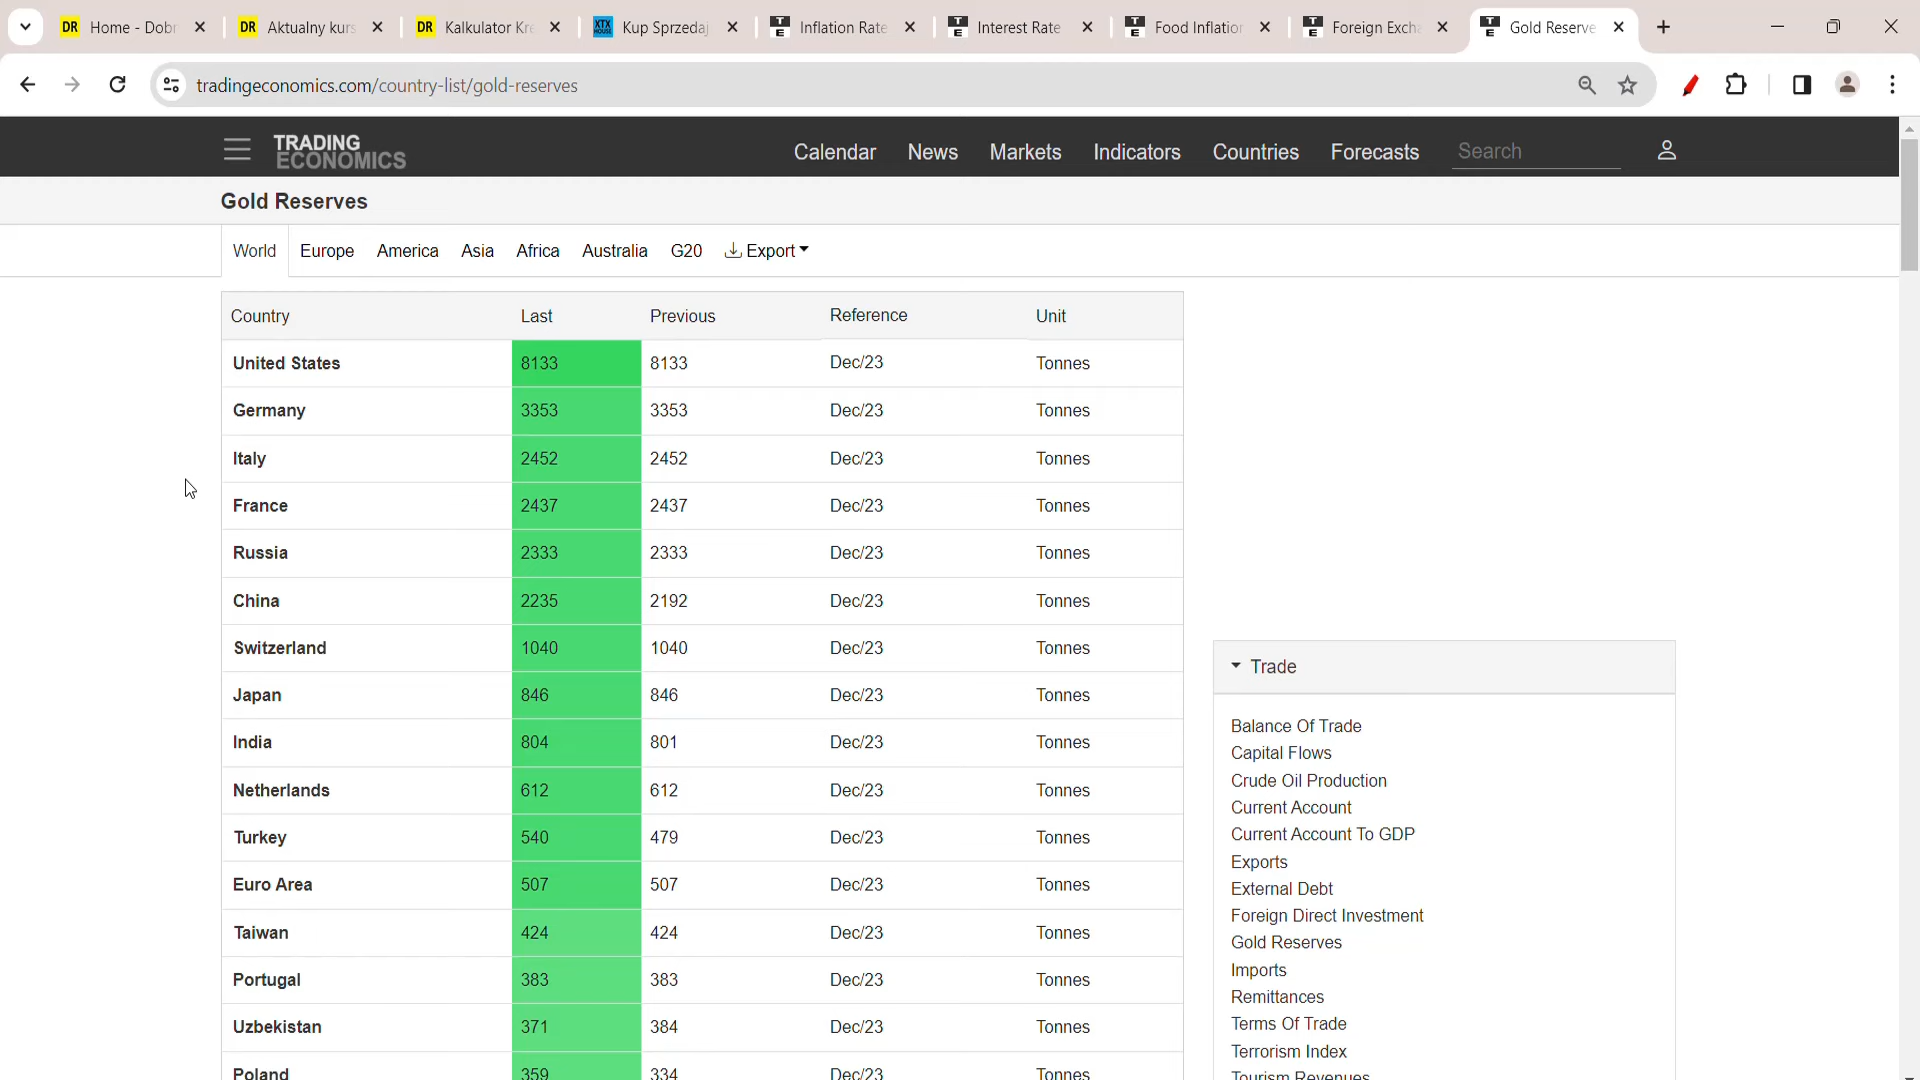 Home - Dobr
Aktualny kurs
Kalkulator Kre
Kup Sprzedaj
Inflation Rate
Interest Rate
Food Inflation
Foreign Excha
Gold Reserve
tradingeconomics.com/country-list/gold-reserves
TRADING
ECONOMICS
Calendar News Markets Indicators Countries Forecasts Search
Gold Reserves
World Europe America Asia Africa Australia G20 Export
Country Last Previous Reference Unit
United States 8133 8133 Dec/23 Tonnes
Germany 3353 3353 Dec/23 Tonnes
Italy 2452 2452 Dec/23 Tonnes
France 2437 2437 Dec/23 Tonnes
Russia 2333 2333 Dec/23 Tonnes
China 2235 2192 Dec/23 Tonnes
Switzerland 1040 1040 Dec/23 Tonnes
Japan 846 846 Dec/23 Tonnes
India 804 801 Dec/23 Tonnes
Netherlands 612 612 Dec/23 Tonnes
Turkey 540 479 Dec/23 Tonnes
Euro Area 507 507 Dec/23 Tonnes
Taiwan 424 424 Dec/23 Tonnes
Portugal 383 383 Dec/23 Tonnes
Uzbekistan 371 384 Dec/23 Tonnes
Poland 359 334 Dec/23 Tonnes
Trade
Balance Of Trade
Capital Flows
Crude Oil Production
Current Account
Current Account To GDP
Exports
External Debt
Foreign Direct Investment
Gold Reserves
Imports
Remittances
Terms Of Trade
Terrorism Index
Tourism Revenues